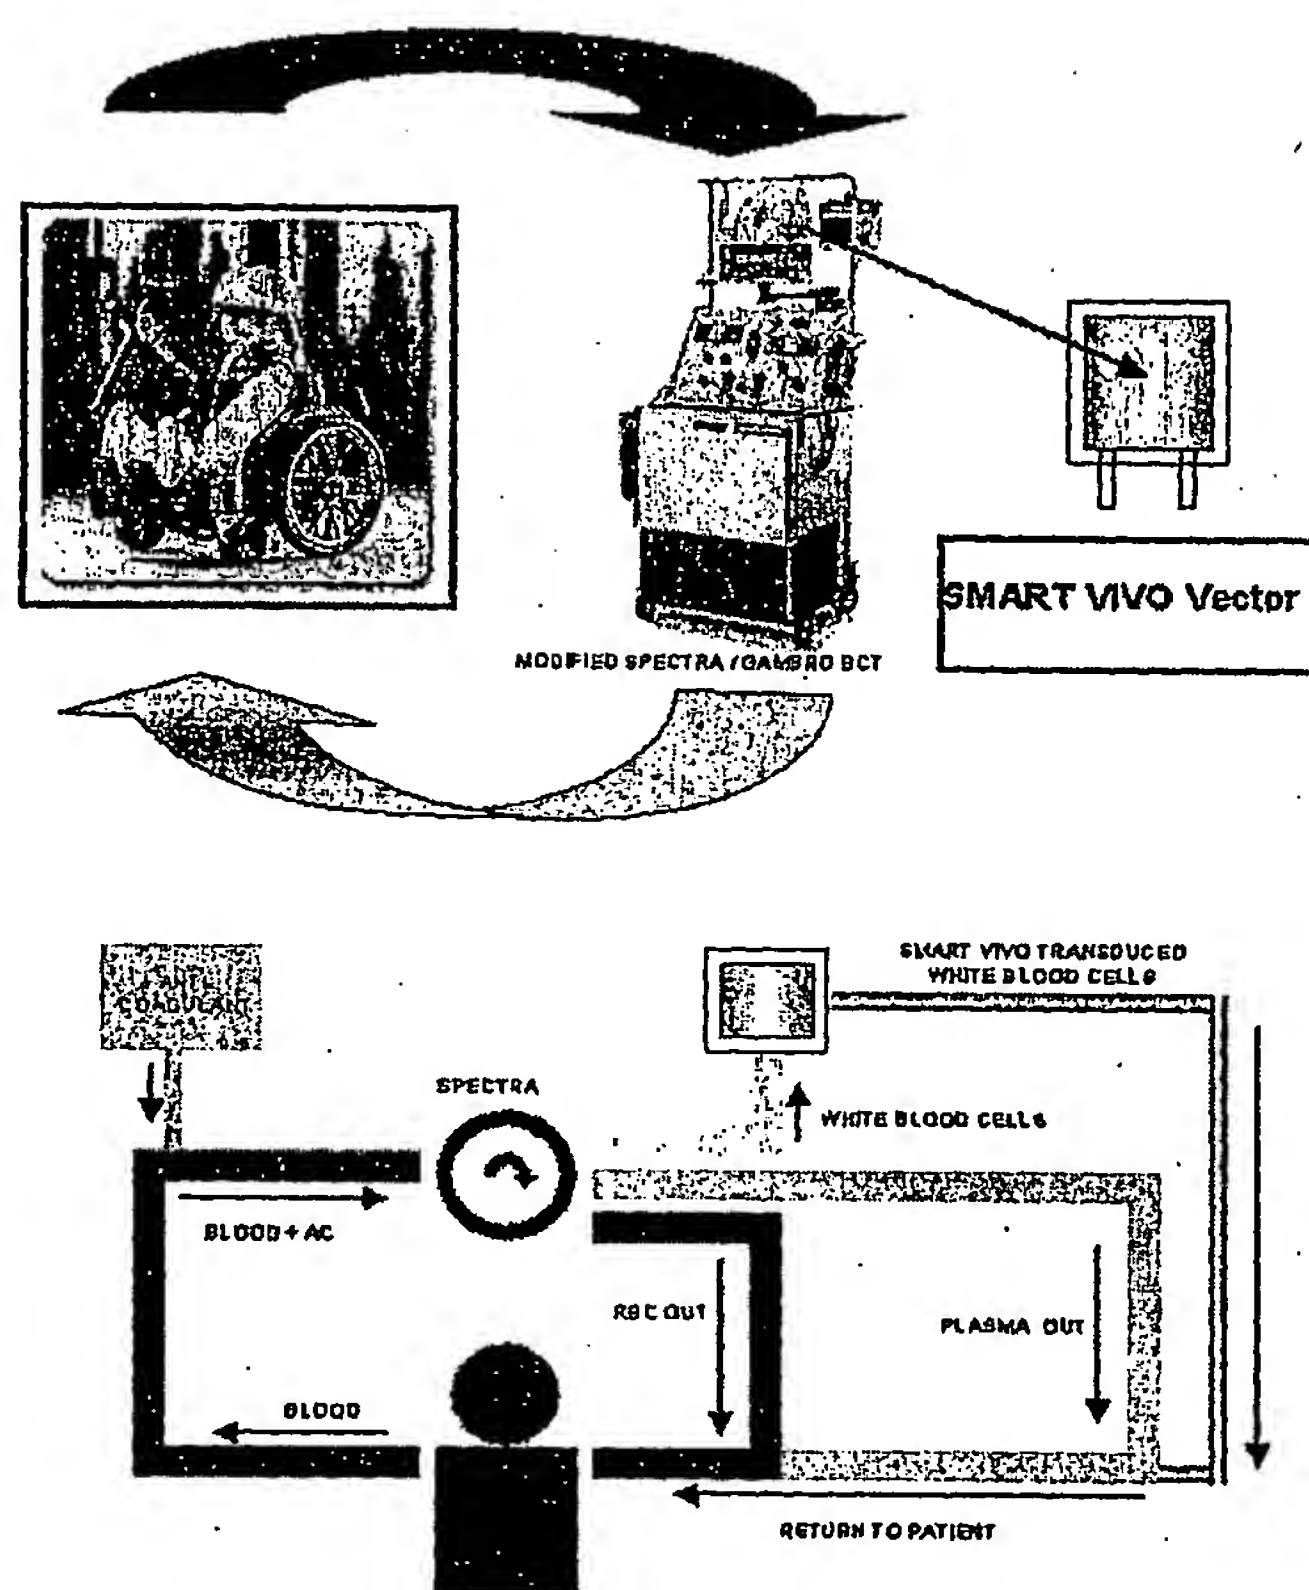 MODIFIED SPECTRA / GAMBRO BCT
SMART VIVO Vector
SMART VIVO TRANSDUCED
WHITE BLOOD CELLS
COAGULANT
SPECTRA
WHITE BLOOD CELLS
BLOOD + AC
RBC OUT
PLASMA OUT
BLOOD
RETURN TO PATIENT